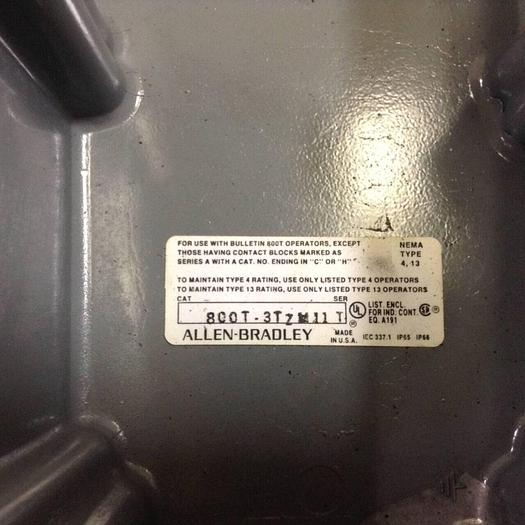 FOR USE WITH BULLETIN 800T OPERATORS, EXCEPT
THOSE HAVING CONTACT BLOCKS MARKED AS
SERIES A WITH A CAT. NO. ENDING IN "C" OR "H"
NEMA
TYPE
4, 13
TO MAINTAIN TYPE 4 RATING, USE ONLY LISTED TYPE 4 OPERATORS
TO MAINTAIN TYPE 13 RATING, USE ONLY LISTED TYPE 13 OPERATORS
CAT SER
T
UL
LIST. ENCL.
FOR IND. CONT.
EQ. A191
ALLEN-BRADLEY
MADE
IN U.S.A.
IEC 337.1 IP65 IP66